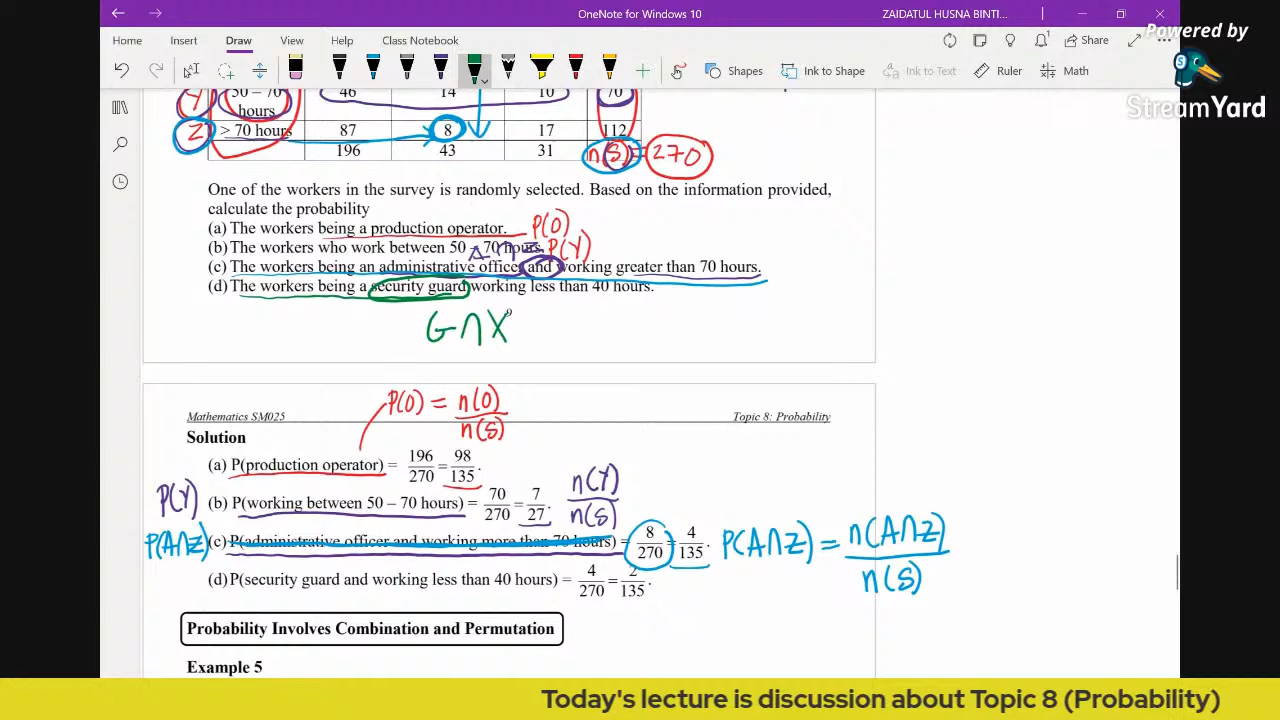 OneNote for Windows 10
ZAIDATUL HUSNA BINTI...
Powered by
StreamYard
Home Insert Draw View Help Class Notebook
Share
Shapes Ink to Shape Ink to Text Ruler Math
Y 50 – 70 hours 46 14 10 70
Z > 70 hours 87 8 17 112
196 43 31 n(S) = 270
One of the workers in the survey is randomly selected. Based on the information provided,
calculate the probability
(a) The workers being a production operator. P(O)
(b) The workers who work between 50 – 70 hours. P(Y)
A ∩ Z
(c) The workers being an administrative officer and working greater than 70 hours.
(d) The workers being a security guard working less than 40 hours.
G ∩ X
9
P(O) = n(O)/n(S)
Mathematics SM025 Topic 8: Probability
Solution
(a) P(production operator) = 196/270 = 98/135.
P(Y) (b) P(working between 50 – 70 hours) = 70/270 = 7/27. n(Y)/n(S)
P(A∩Z) (c) P(administrative officer and working more than 70 hours) = 8/270 = 4/135. P(A∩Z) = n(A∩Z)/n(S)
(d) P(security guard and working less than 40 hours) = 4/270 = 2/135.
Probability Involves Combination and Permutation
Example 5
Today's lecture is discussion about Topic 8 (Probability)